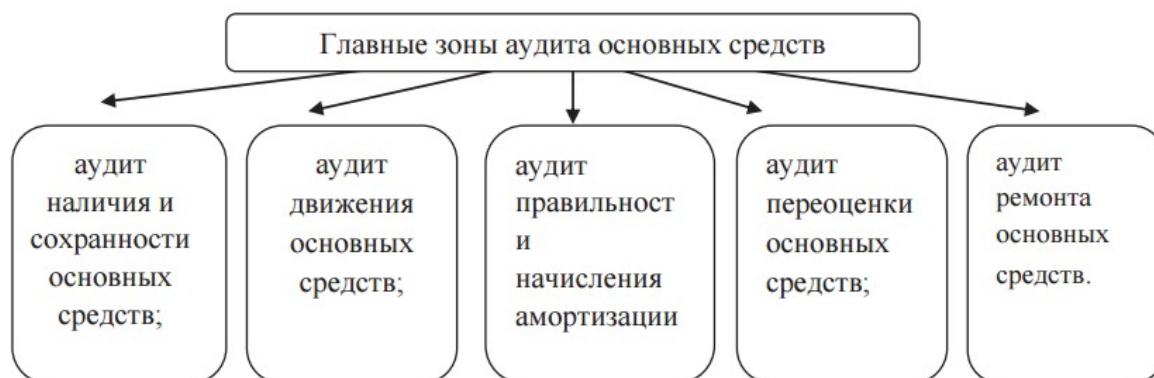 Главные зоны аудита основных средств
аудит
наличия и
сохранности
основных
средств;
аудит
движения
основных
средств;
аудит
правильност
и
начисления
амортизации
аудит
переоценки
основных
средств;
аудит
ремонта
основных
средств.